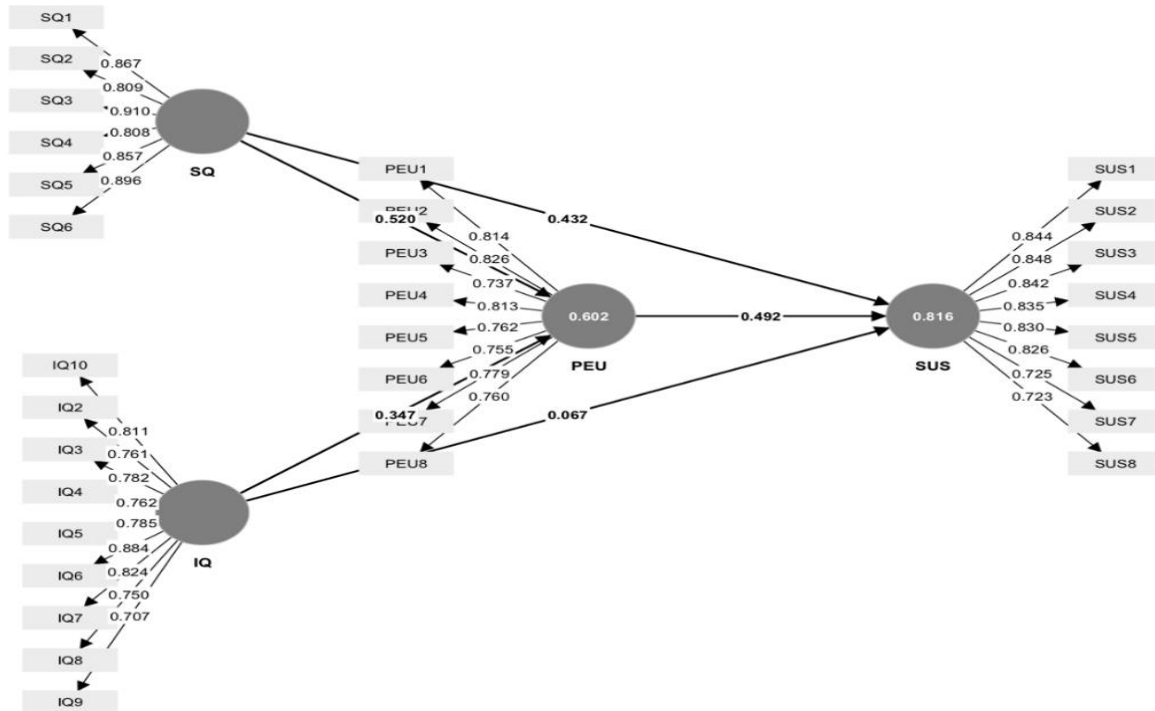 SQ1
SQ2
SQ3
SQ4
SQ5
SQ6
0.867
0.809
0.910
0.808
0.857
0.896
SQ
PEU1
PEU2
PEU3
PEU4
PEU5
PEU6
PEU7
PEU8
0.520
0.432
0.814
0.826
0.737
0.813
0.762
0.755
0.779
0.760
0.347
0.067
0.602
PEU
0.492
0.816
SUS
0.844
0.848
0.842
0.835
0.830
0.826
0.725
0.723
SUS1
SUS2
SUS3
SUS4
SUS5
SUS6
SUS7
SUS8
IQ10
IQ2
IQ3
IQ4
IQ5
IQ6
IQ7
IQ8
IQ9
0.811
0.761
0.782
0.762
0.785
0.884
0.824
0.750
0.707
IQ